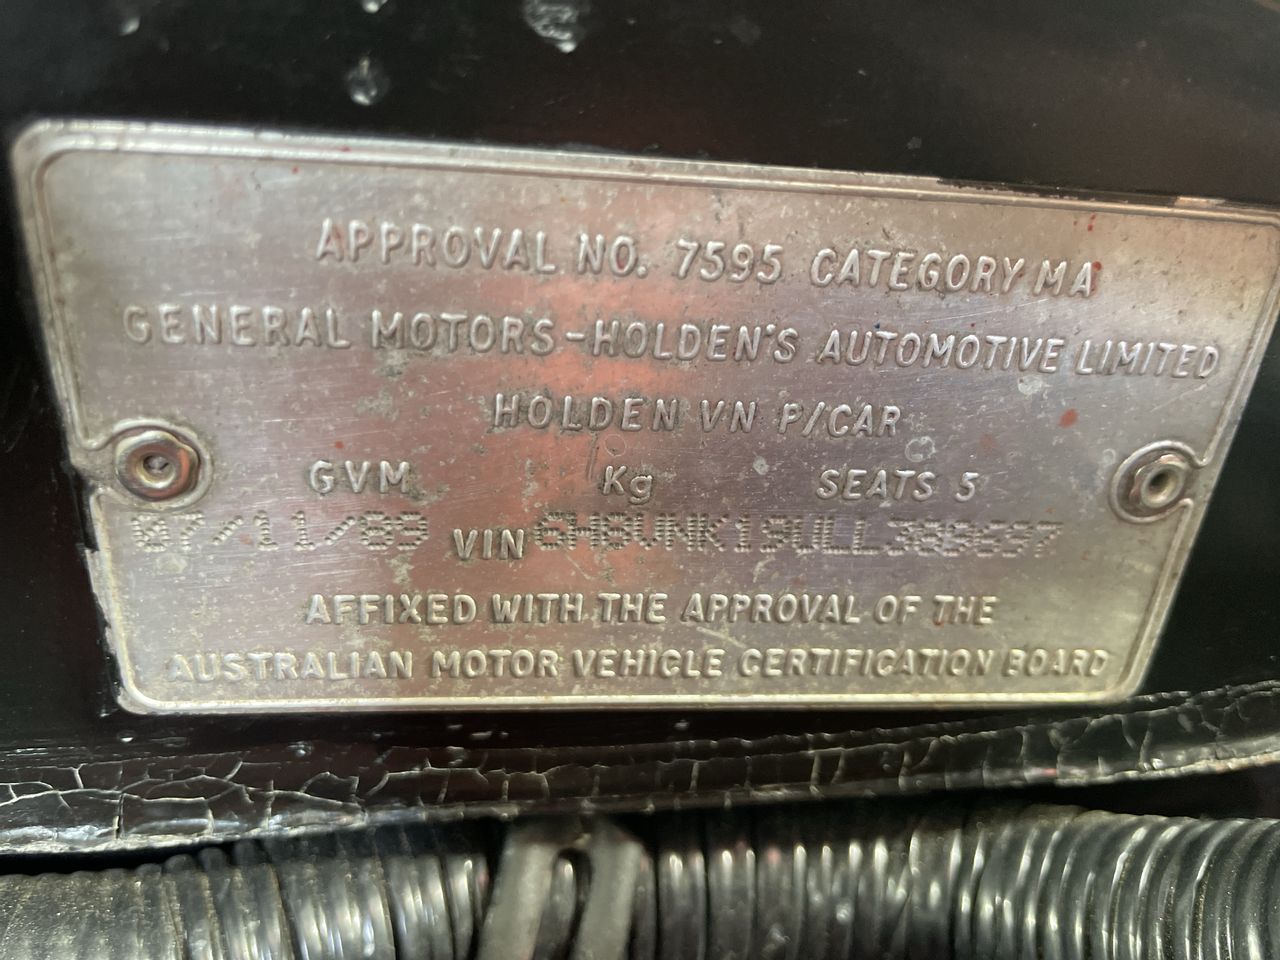 APPROVAL NO. 7595 CATEGORY MA
GENERAL MOTORS-HOLDEN'S AUTOMOTIVE LIMITED
HOLDEN VN P/CAR
GVM Kg SEATS 5
07/11/89 VIN 6H8VNK19ULL389697
AFFIXED WITH THE APPROVAL OF THE
AUSTRALIAN MOTOR VEHICLE CERTIFICATION BOARD